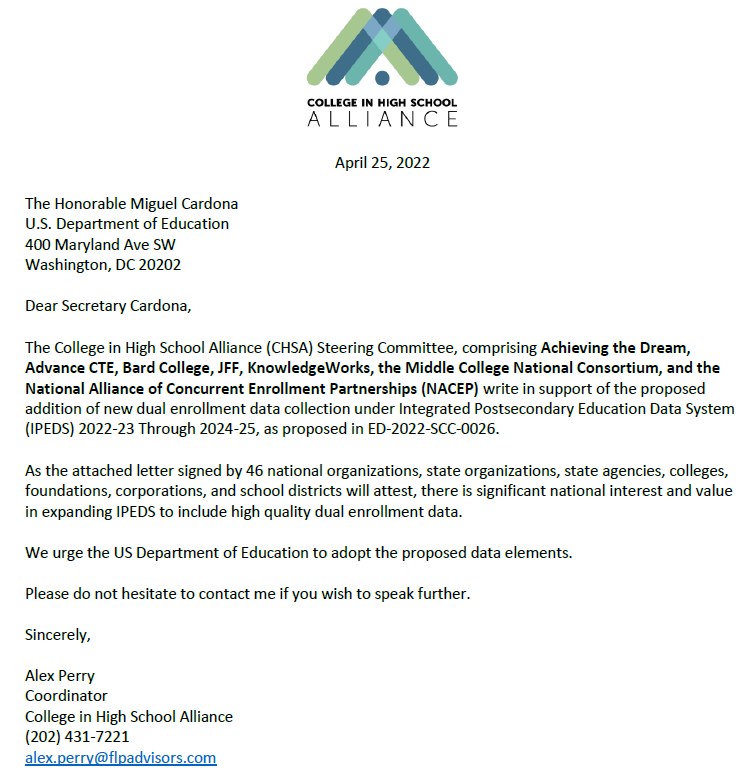 COLLEGE IN HIGH SCHOOL
ALLIANCE
April 25, 2022
The Honorable Miguel Cardona
U.S. Department of Education
400 Maryland Ave SW
Washington, DC 20202
Dear Secretary Cardona,
The College in High School Alliance (CHSA) Steering Committee, comprising Achieving the Dream,
Advance CTE, Bard College, JFF, KnowledgeWorks, the Middle College National Consortium, and the
National Alliance of Concurrent Enrollment Partnerships (NACEP) write in support of the proposed
addition of new dual enrollment data collection under Integrated Postsecondary Education Data System
(IPEDS) 2022-23 Through 2024-25, as proposed in ED-2022-SCC-0026.
As the attached letter signed by 46 national organizations, state organizations, state agencies, colleges,
foundations, corporations, and school districts will attest, there is significant national interest and value
in expanding IPEDS to include high quality dual enrollment data.
We urge the US Department of Education to adopt the proposed data elements.
Please do not hesitate to contact me if you wish to speak further.
Sincerely,
Alex Perry
Coordinator
College in High School Alliance
(202) 431-7221
alex.perry@flpadvisors.com